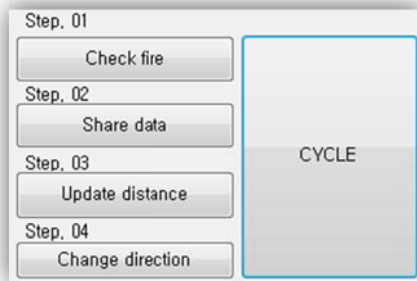 Step, 01
Check fire
Step, 02
Share data
Step, 03
Update distance
Step, 04
Change direction
CYCLE